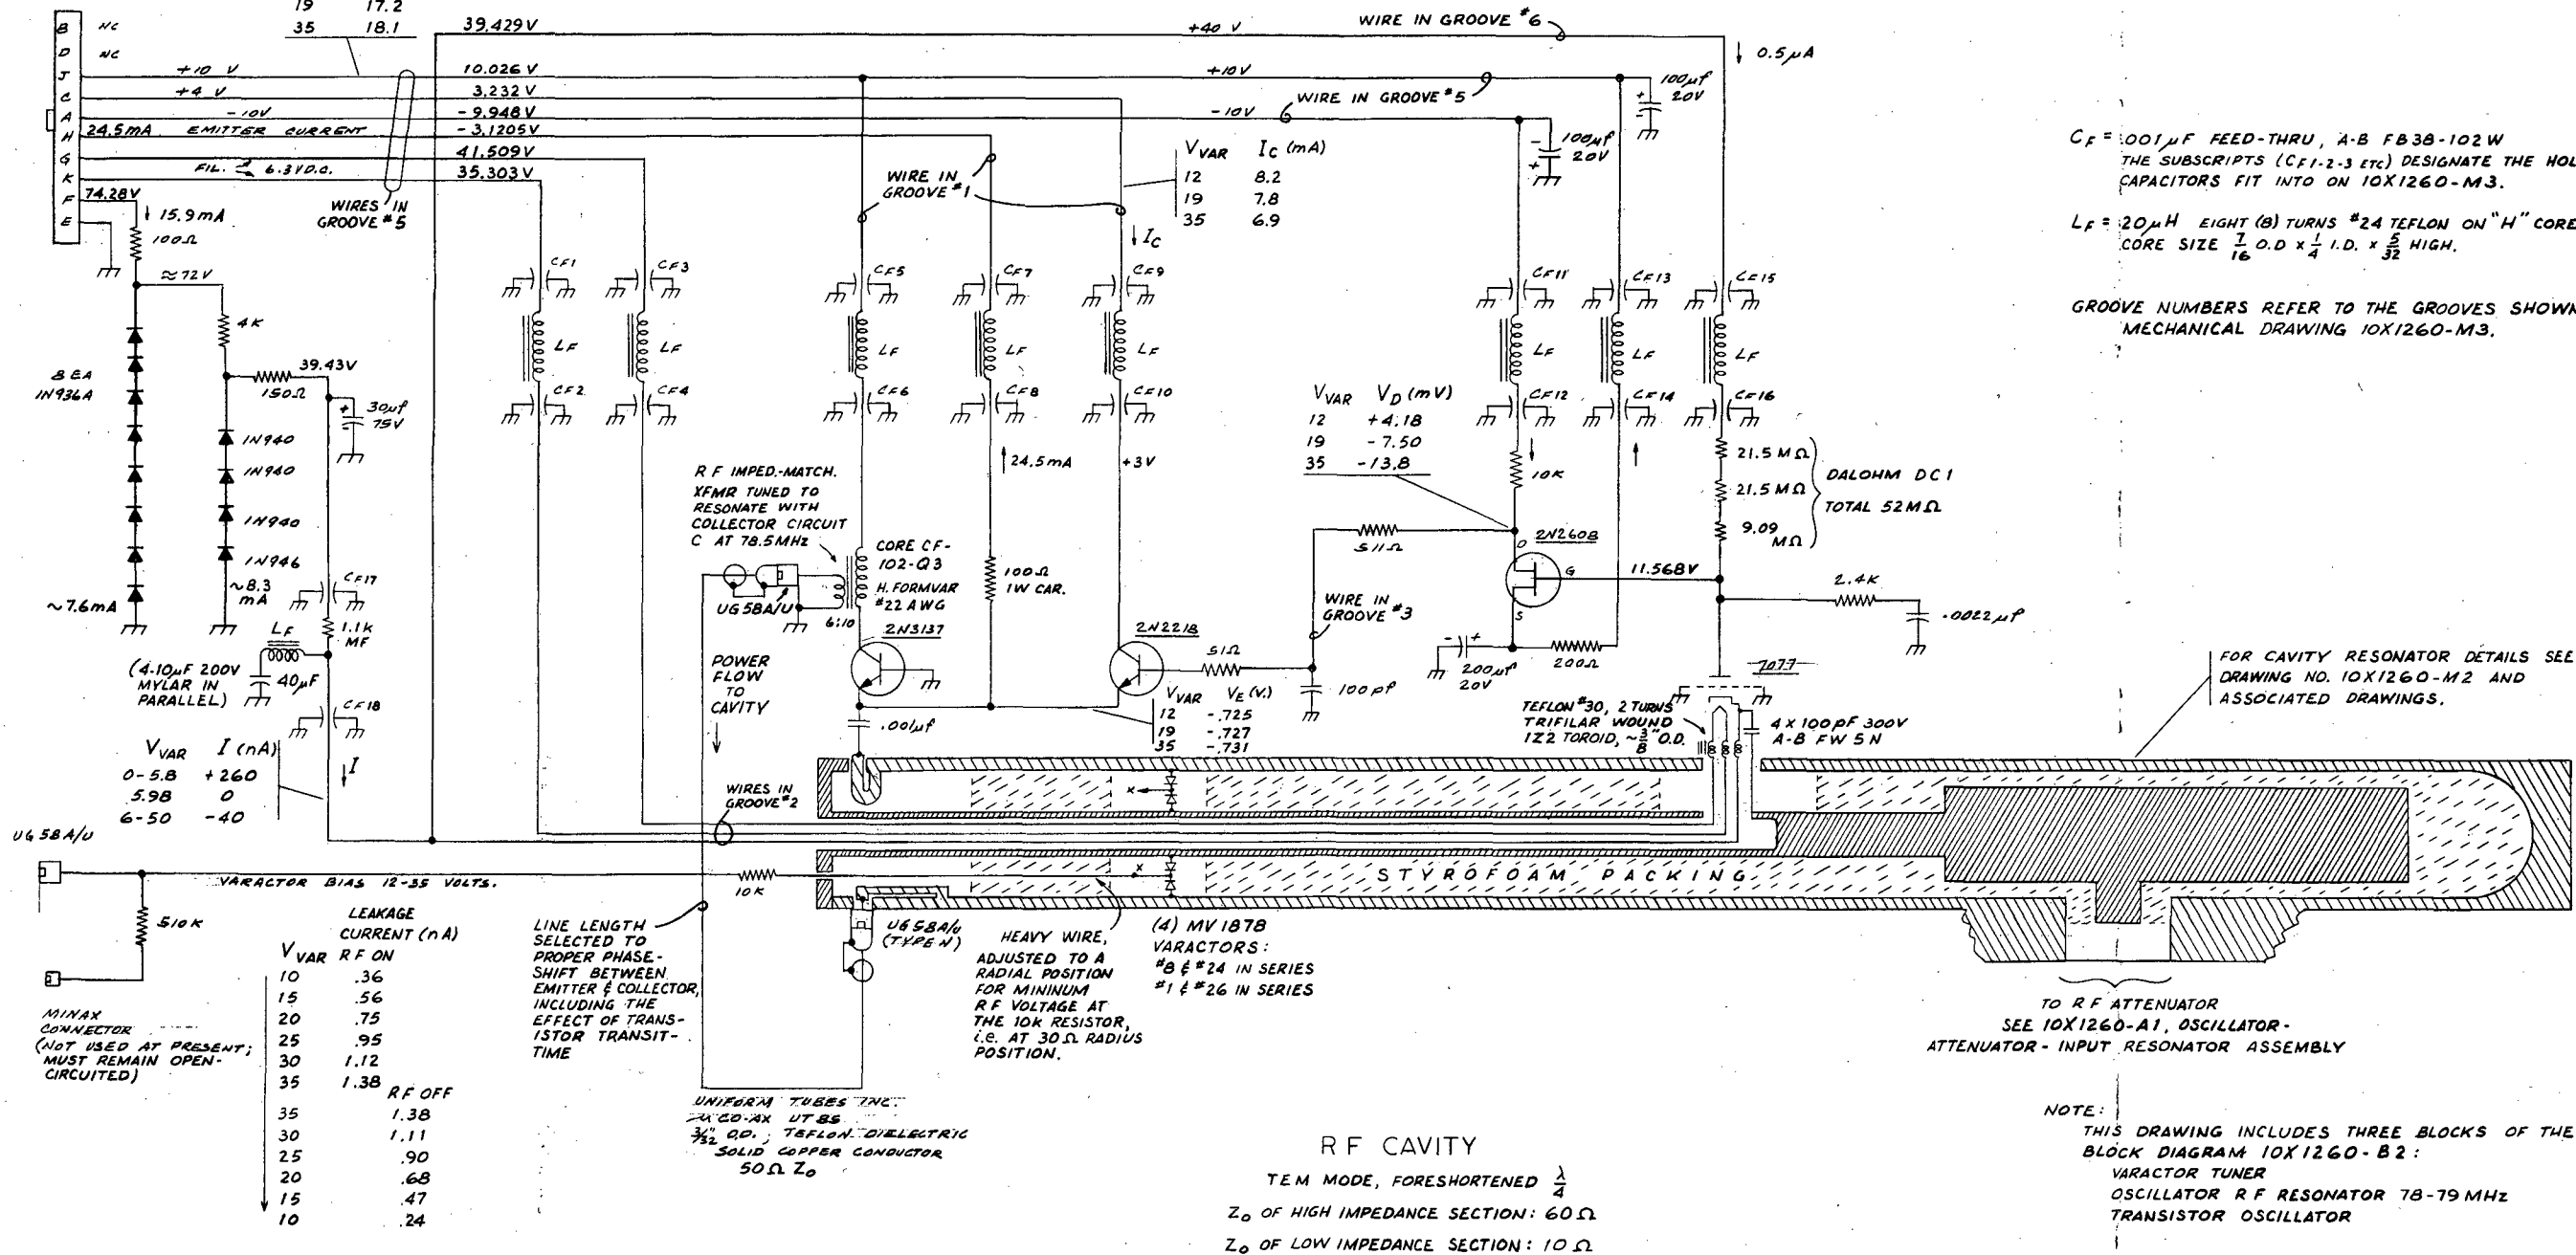 19 17.2
35 18.1
B NC
D NC
J +10 V 10.026 V
C +4 V 3.232 V
A -10V -9.948V
H 24.5mA EMITTER CURRENT -3.1205V
G 41.509V
K FIL. 6.3V D.C. 35.303V
F 74.28V
E
39.429V
+40 V
WIRE IN GROOVE #6
0.5μA
+10V
WIRE IN GROOVE #5
-10V
100μf
20V
100μf
20V
WIRES IN
GROOVE #5
WIRE IN
GROOVE #1
VVAR IC (mA)
12 8.2
19 7.8
35 6.9
IC
CF = .001μF FEED-THRU, A-B FB38-102W
THE SUBSCRIPTS (CF1-2-3 ETC) DESIGNATE THE HOL
CAPACITORS FIT INTO ON 10X1260-M3.
LF = 20μH EIGHT (8) TURNS #24 TEFLON ON "H" CORE
CORE SIZE 7/16 O.D x 1/4 I.D. x 5/32 HIGH.
GROOVE NUMBERS REFER TO THE GROOVES SHOWN
MECHANICAL DRAWING 10X1260-M3.
15.9mA
100Ω
≈72V
4K
39.43V
150Ω
8 EA
1N936A
30μf
75V
1N940
1N940
1N940
1N946
~8.3
mA
~7.6mA
CF17
1.1K
MF
LF
(4-10μF 200V
MYLAR IN
PARALLEL)
40μF
CF18
VVAR I (nA)
0-5.8 +260
5.98 0
6-50 -40
I
CF1
CF3
CF5
CF7
CF9
CF11
CF13
CF15
LF
LF
LF
LF
LF
LF
LF
LF
CF2
CF4
CF6
CF8
CF10
CF12
CF14
CF16
24.5mA
+3V
VVAR VD (mV)
12 +4.18
19 -7.50
35 -13.8
10K
21.5 MΩ
21.5 MΩ
9.09
MΩ
DALOHM DC1
TOTAL 52MΩ
R F IMPED.-MATCH.
XFMR TUNED TO
RESONATE WITH
COLLECTOR CIRCUIT
C AT 78.5MHz
CORE CF-
102-Q3
H. FORMVAR
#22 AWG
UG58A/U
6:10
2N3137
100Ω
1W CAR.
2N2218
51Ω
511Ω
WIRE IN
GROOVE #3
100pf
2N2608
D
G
S
11.568V
2.4K
.0022μf
200μf
20V
200Ω
7077
POWER
FLOW
TO
CAVITY
.001μf
VVAR VE (V.)
12 -.725
19 -.727
35 -.731
TEFLON #30, 2 TURNS
TRIFILAR WOUND
1Z2 TOROID, ~3/8" O.D.
4 x 100pF 300V
A-B FW 5N
FOR CAVITY RESONATOR DETAILS SEE
DRAWING NO. 10X1260-M2 AND
ASSOCIATED DRAWINGS.
WIRES IN
GROOVE #2
x
x
STYROFOAM PACKING
UG 58A/U
VARACTOR BIAS 12-35 VOLTS.
10K
510K
MINAX
CONNECTOR
(NOT USED AT PRESENT;
MUST REMAIN OPEN-
CIRCUITED)
LEAKAGE
CURRENT (nA)
VVAR RF ON
10 .36
15 .56
20 .75
25 .95
30 1.12
35 1.38
RF OFF
35 1.38
30 1.11
25 .90
20 .68
15 .47
10 .24
LINE LENGTH
SELECTED TO
PROPER PHASE-
SHIFT BETWEEN
EMITTER & COLLECTOR,
INCLUDING THE
EFFECT OF TRANS-
ISTOR TRANSIT-
TIME
UG58A/U
(TYPE N)
HEAVY WIRE,
ADJUSTED TO A
RADIAL POSITION
FOR MININUM
RF VOLTAGE AT
THE 10K RESISTOR,
i.e. AT 30Ω RADIUS
POSITION.
(4) MV1878
VARACTORS:
#8 & #24 IN SERIES
#1 & #26 IN SERIES
UNIFORM TUBES INC.
CO-AX UT 85
3/32" O.D., TEFLON DIELECTRIC
SOLID COPPER CONDUCTOR
50Ω Z0
TO RF ATTENUATOR
SEE 10X1260-A1, OSCILLATOR-
ATTENUATOR-INPUT RESONATOR ASSEMBLY
RF CAVITY
TEM MODE, FORESHORTENED λ/4
Z0 OF HIGH IMPEDANCE SECTION: 60Ω
Z0 OF LOW IMPEDANCE SECTION: 10Ω
NOTE:
THIS DRAWING INCLUDES THREE BLOCKS OF THE
BLOCK DIAGRAM 10X1260-B2:
VARACTOR TUNER
OSCILLATOR RF RESONATOR 78-79 MHz
TRANSISTOR OSCILLATOR